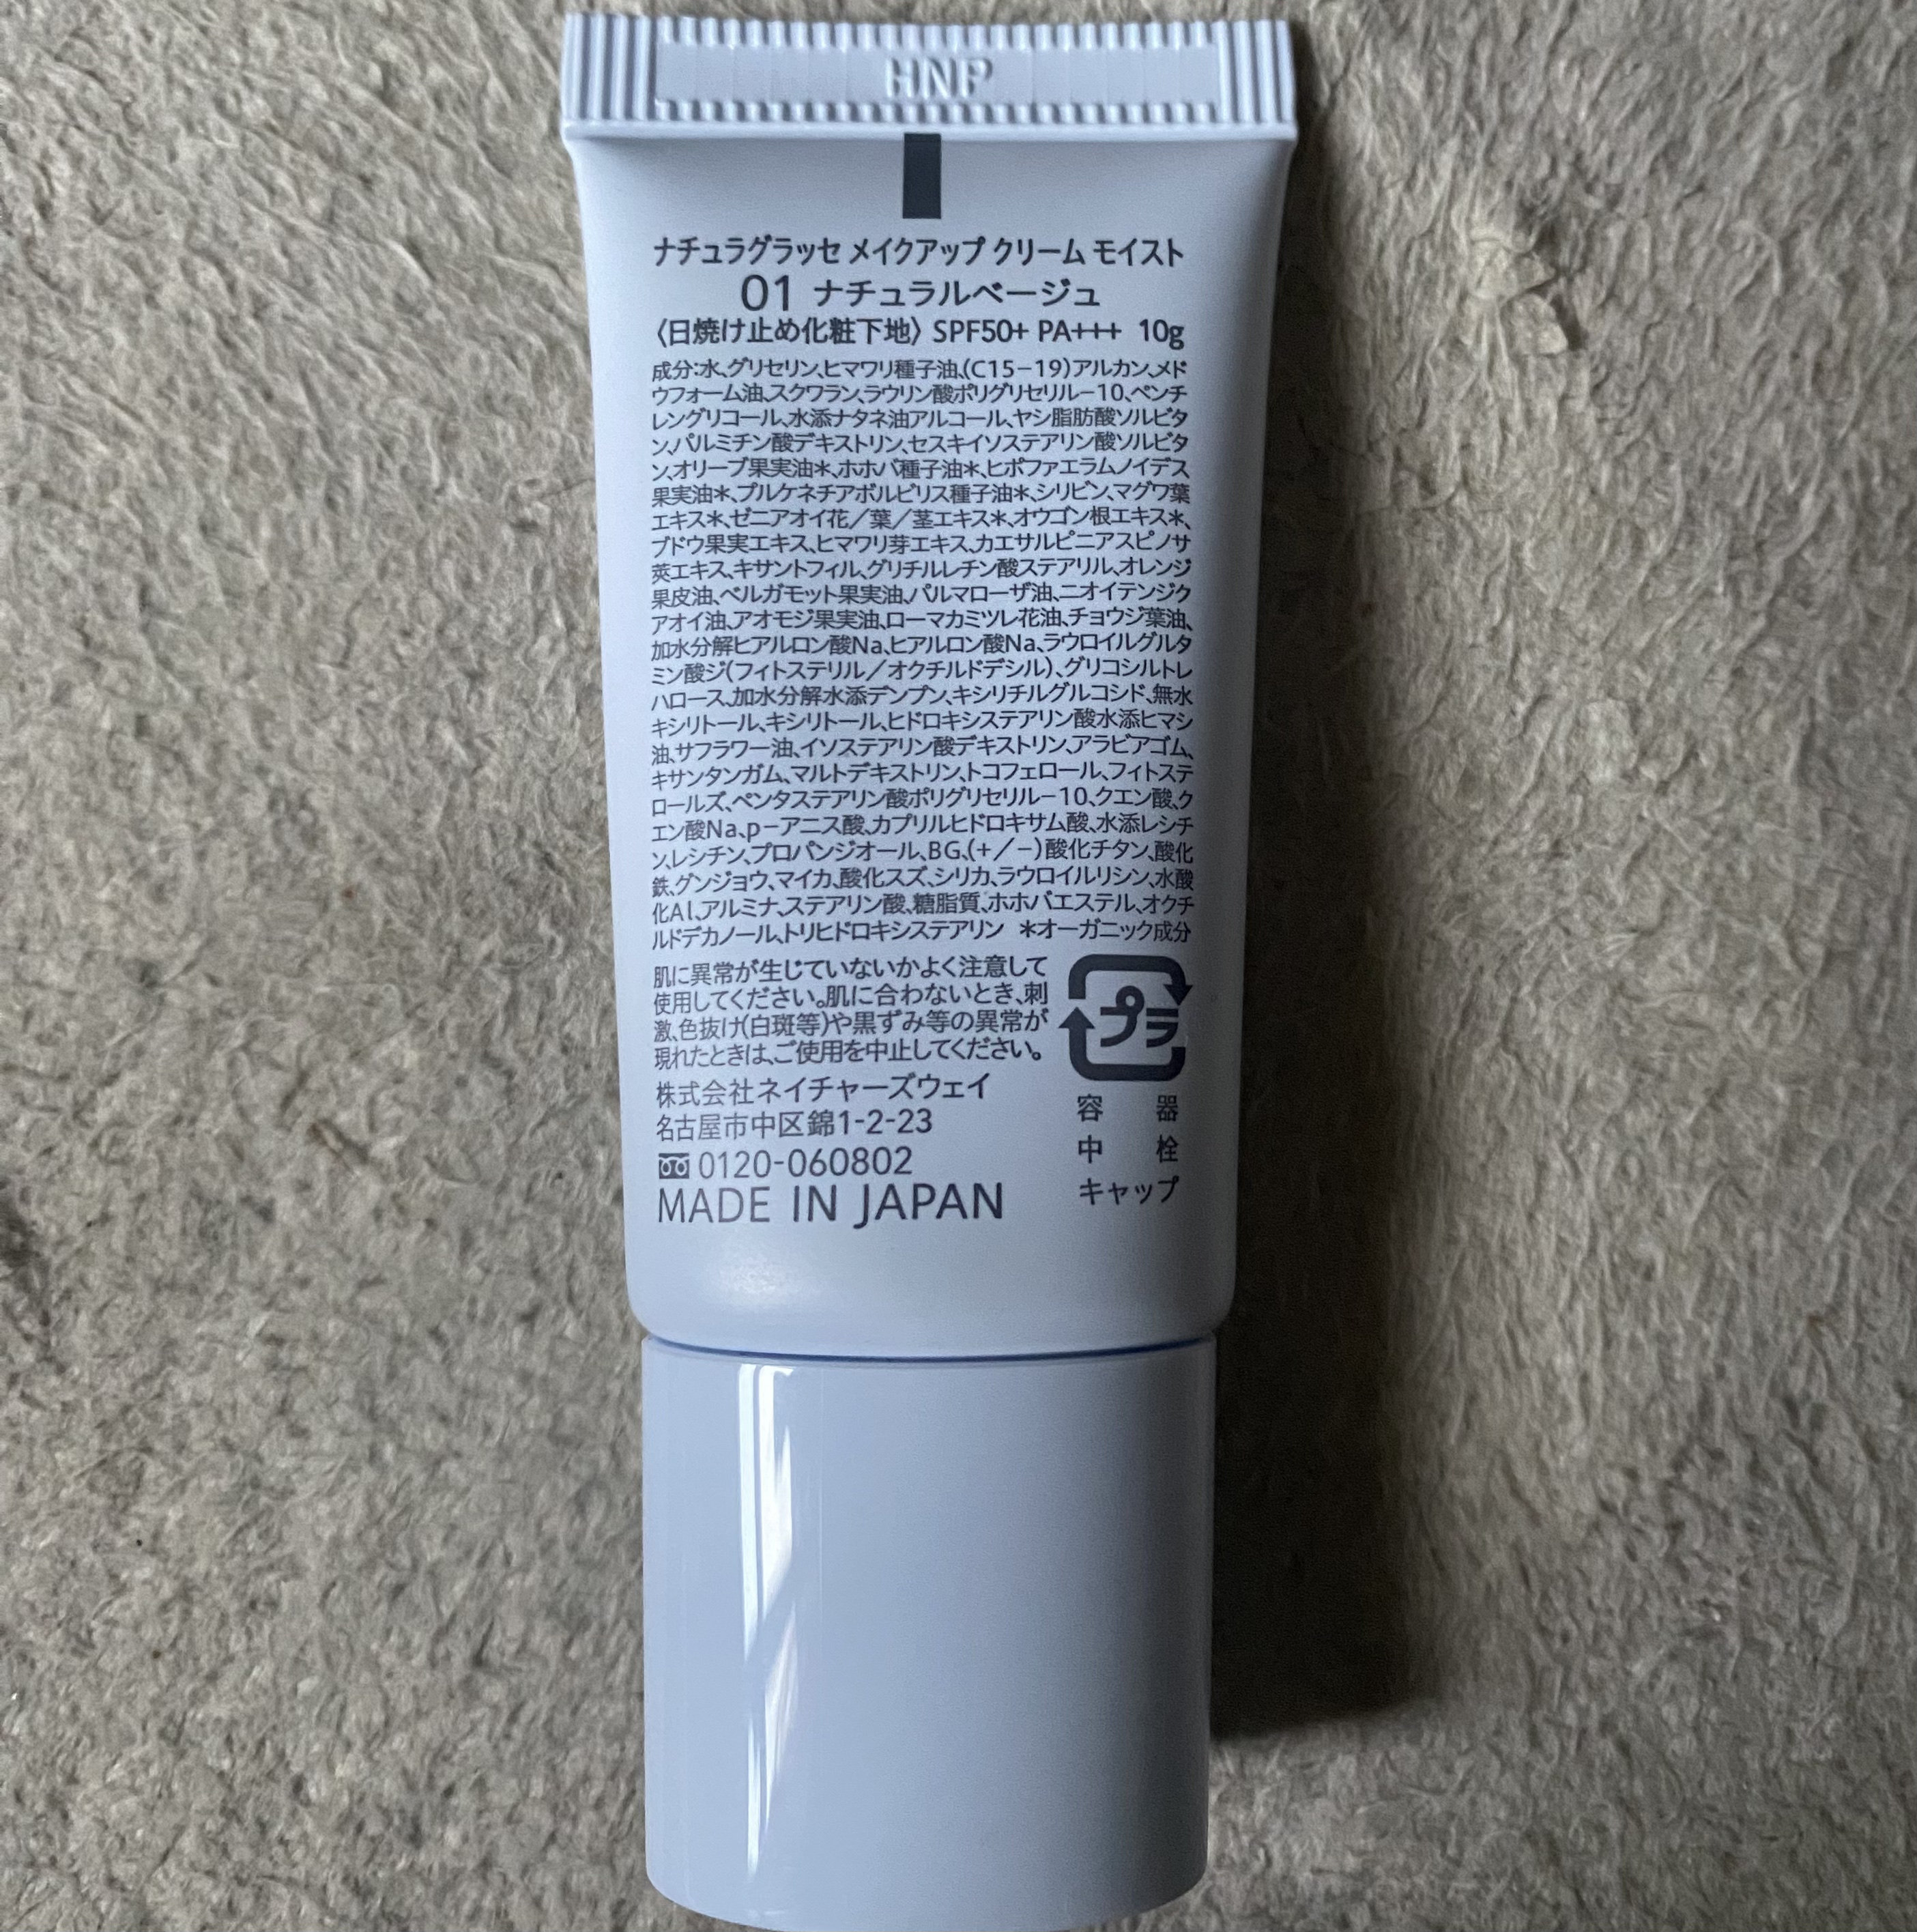 HNP
ナチュラグラッセ メイクアップ クリーム モイスト
01 ナチュラルベージュ
〈日焼け止め化粧下地〉 SPF50+ PA+++ 10g
成分:水、グリセリン、ヒマワリ種子油、(C15-19)アルカン、メド
ウフォーム油、スクワラン、ラウリン酸ポリグリセリル-10、ペンチ
レングリコール、水添ナタネ油アルコール、ヤシ脂肪酸ソルビタ
ン、パルミチン酸デキストリン、セスキイソステアリン酸ソルビタ
ン、オリーブ果実油*、ホホバ種子油*、ヒポファエラムノイデス
果実油*、プルケネチアボルビリス種子油*、シリビン、マグワ葉
エキス*、ゼニアオイ花/葉/茎エキス*、オウゴン根エキス*、
ブドウ果実エキス、ヒマワリ芽エキス、カエサルピニアスピノサ
莢エキス、キサントフィル、グリチルレチン酸ステアリル、オレンジ
果皮油、ベルガモット果実油、パルマローザ油、ニオイテンジク
アオイ油、アオモジ果実油、ローマカミツレ花油、チョウジ葉油、
加水分解ヒアルロン酸Na、ヒアルロン酸Na、ラウロイルグルタ
ミン酸ジ(フィトステリル/オクチルドデシル)、グリコシルトレ
ハロース、加水分解水添デンプン、キシリチルグルコシド、無水
キシリトール、キシリトール、ヒドロキシステアリン酸水添ヒマシ
油、サフラワー油、イソステアリン酸デキストリン、アラビアゴム、
キサンタンガム、マルトデキストリン、トコフェロール、フィトステ
ロールズ、ペンタステアリン酸ポリグリセリル-10、クエン酸、ク
エン酸Na、p-アニス酸、カプリルヒドロキサム酸、水添レシチ
ン、レシチン、プロパンジオール、BG、(+/-)酸化チタン、酸化
鉄、グンジョウ、マイカ、酸化スズ、シリカ、ラウロイルリシン、水酸
化Al、アルミナ、ステアリン酸、糖脂質、ホホバエステル、オクチ
ルドデカノール、トリヒドロキシステアリン *オーガニック成分
肌に異常が生じていないかよく注意して
使用してください。肌に合わないとき、刺
激、色抜け(白斑等)や黒ずみ等の異常が
現れたときは、ご使用を中止してください。
株式会社ネイチャーズウェイ
名古屋市中区錦1-2-23
0120-060802
MADE IN JAPAN
プラ
容 器
中 栓
キャップ